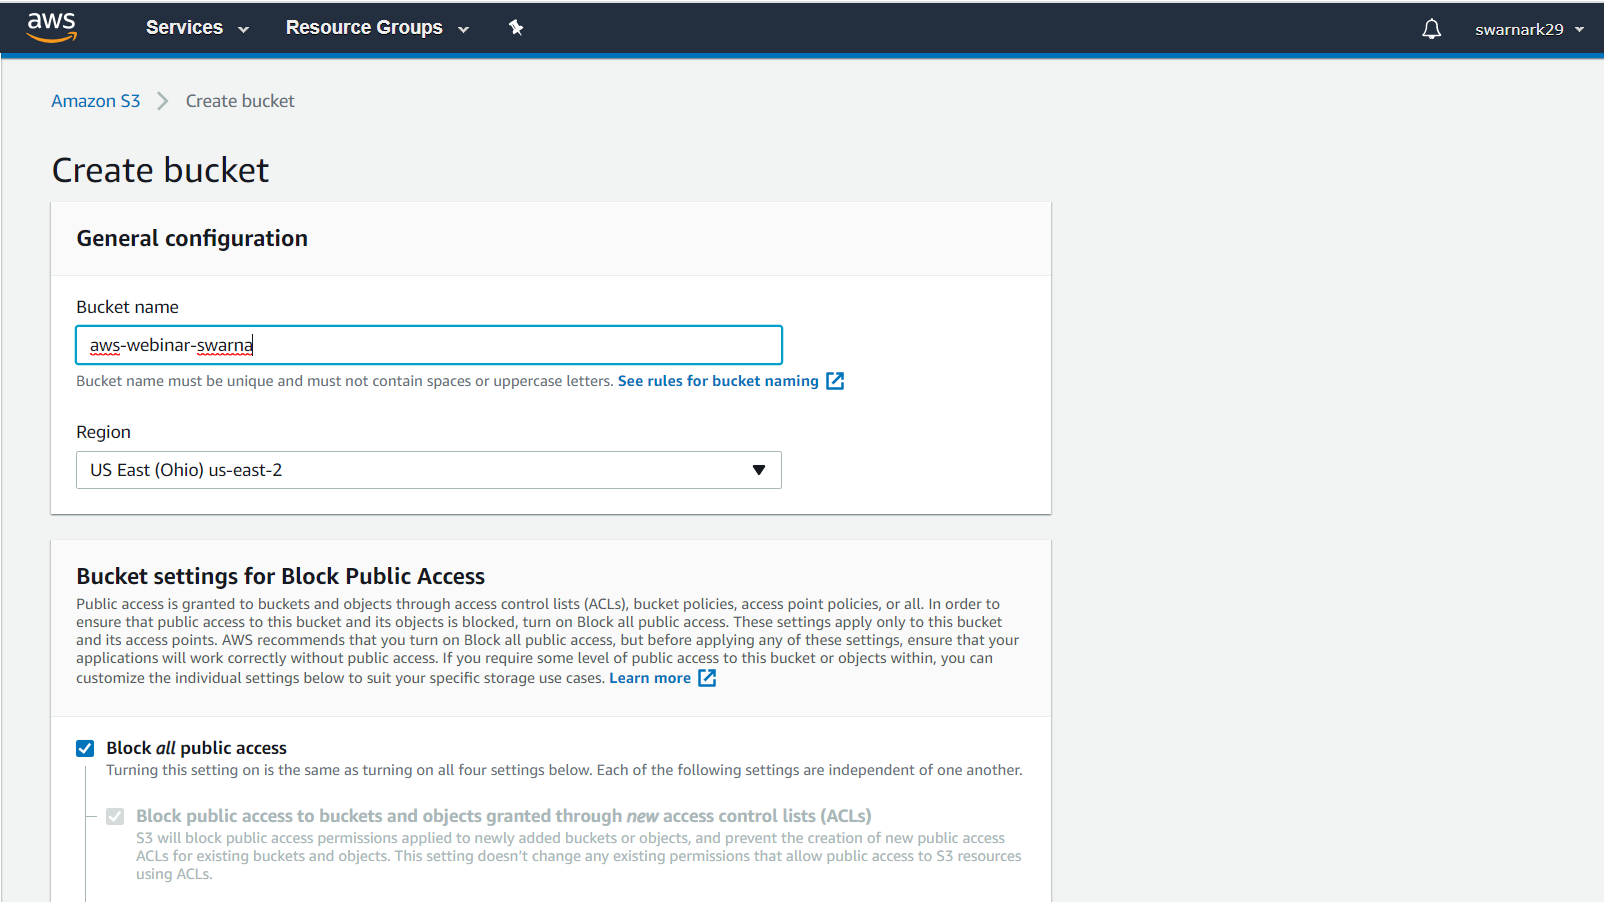 aws Services Resource Groups swarnark29
Amazon S3 Create bucket
Create bucket
General configuration
Bucket name
aws-webinar-swarna
Bucket name must be unique and must not contain spaces or uppercase letters. See rules for bucket naming
Region
US East (Ohio) us-east-2
Bucket settings for Block Public Access
Public access is granted to buckets and objects through access control lists (ACLs), bucket policies, access point policies, or all. In order to
ensure that public access to this bucket and its objects is blocked, turn on Block all public access. These settings apply only to this bucket
and its access points. AWS recommends that you turn on Block all public access, but before applying any of these settings, ensure that your
applications will work correctly without public access. If you require some level of public access to this bucket or objects within, you can
customize the individual settings below to suit your specific storage use cases. Learn more
Block all public access
Turning this setting on is the same as turning on all four settings below. Each of the following settings are independent of one another.
Block public access to buckets and objects granted through new access control lists (ACLs)
S3 will block public access permissions applied to newly added buckets or objects, and prevent the creation of new public access
ACLs for existing buckets and objects. This setting doesn't change any existing permissions that allow public access to S3 resources
using ACLs.